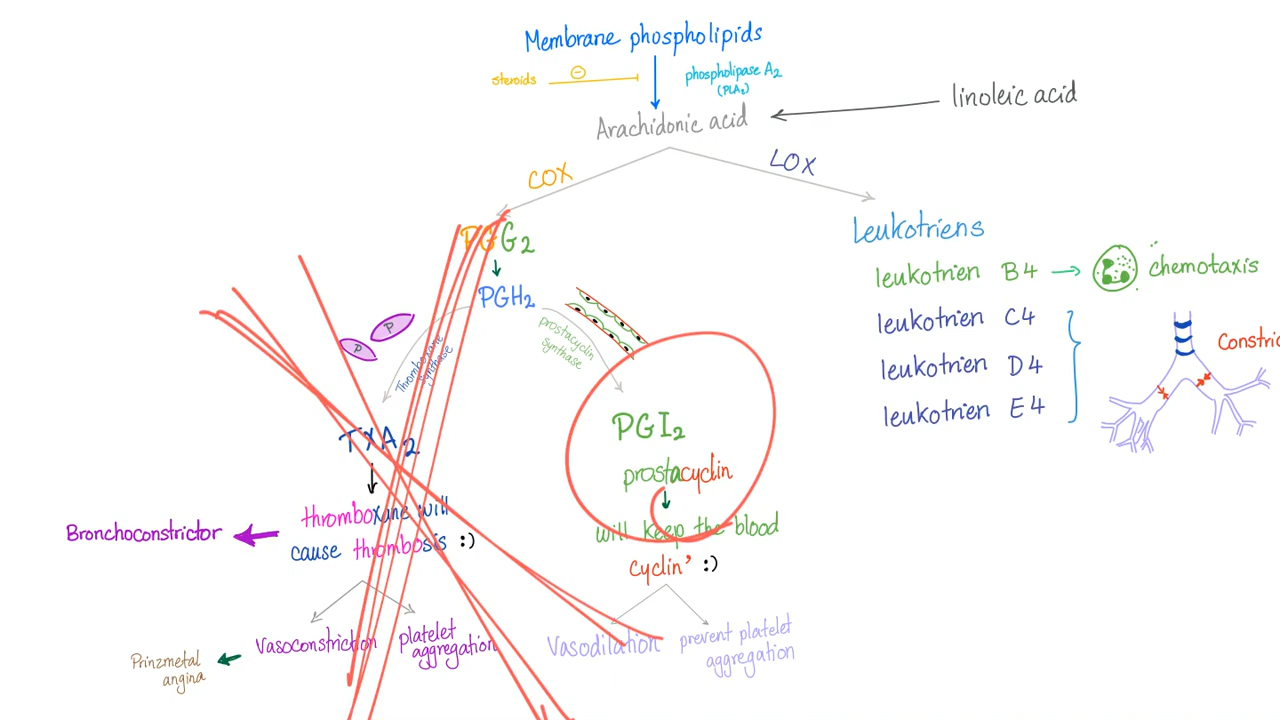 Membrane phospholipids
steroids
phospholipase A2
(PLA2)
linoleic acid
Arachidonic acid
COX
LOX
PGG2
Leukotriens
leukotrien B4
chemotaxis
PGH2
leukotrien C4
leukotrien D4
leukotrien E4
Constric
P
P
Thromboxane
synthase
prostacyclin
synthase
TXA2
PGI2
prostacyclin
thromboxane will
cause thrombosis :)
Bronchoconstrictor
will keep the blood
cyclin' :)
Vasoconstriction
platelet
aggregation
Prinzmetal
angina
Vasodilation
prevent platelet
aggregation